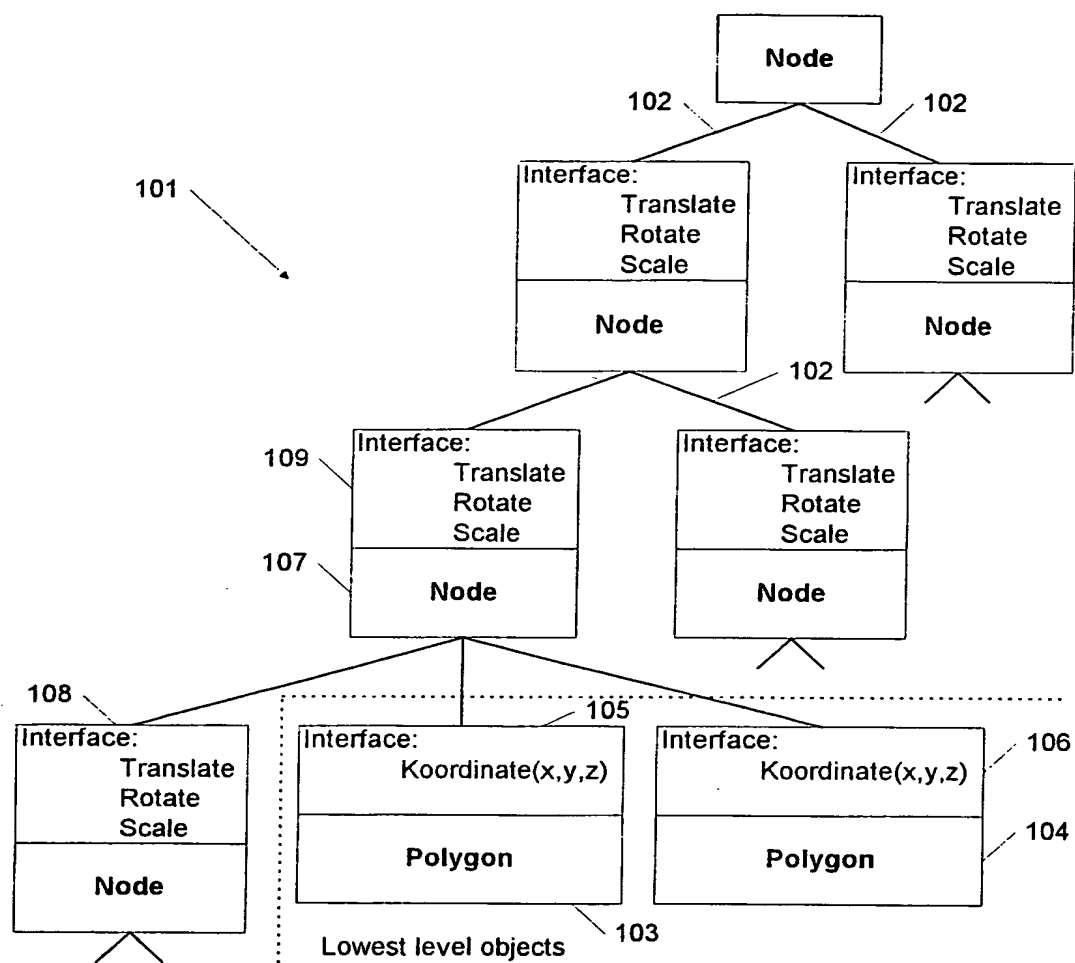 Node
102
102
101
Interface:
Translate
Rotate
Scale
Node
Interface:
Translate
Rotate
Scale
Node
102
109
Interface:
Translate
Rotate
Scale
107
Node
Interface:
Translate
Rotate
Scale
Node
108
Interface:
Translate
Rotate
Scale
Node
105
Interface:
Koordinate(x,y,z)
Polygon
103
Interface:
Koordinate(x,y,z)
106
Polygon
104
Lowest level objects